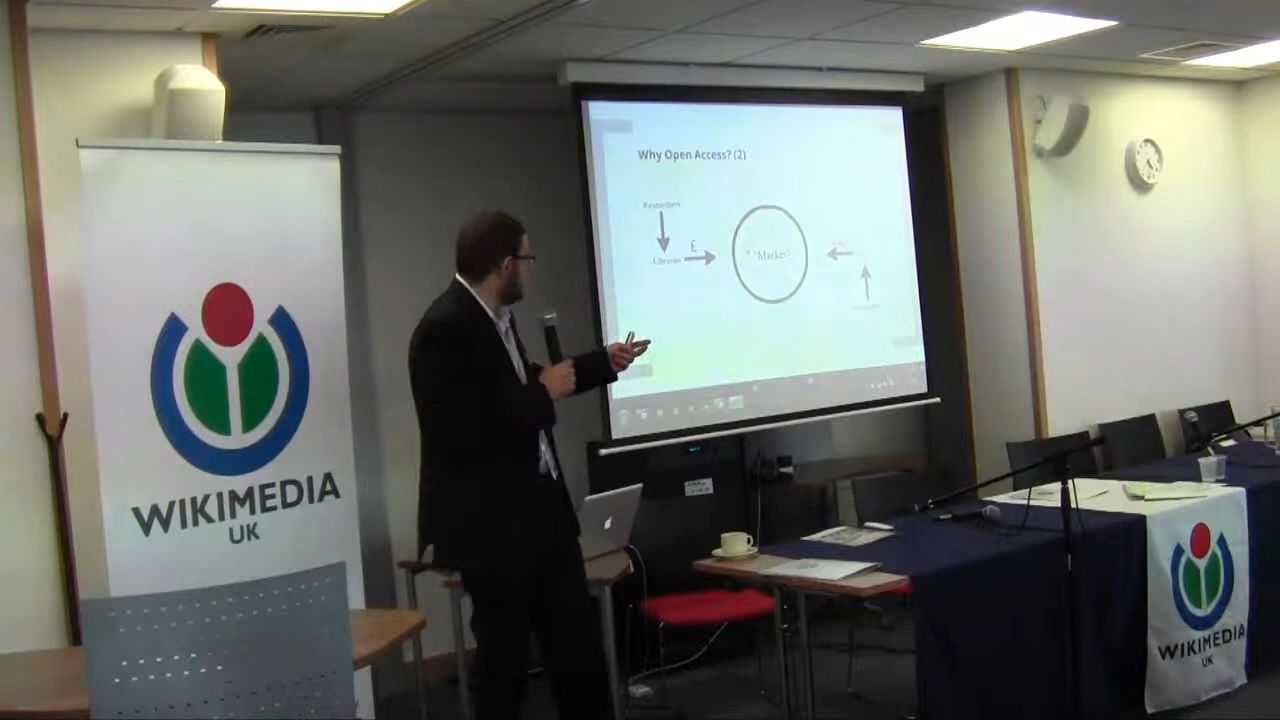 Why Open Access? (2)
Researchers
£
Libraries
"Market"
WIKIMEDIA
UK
WIKIMEDIA
UK